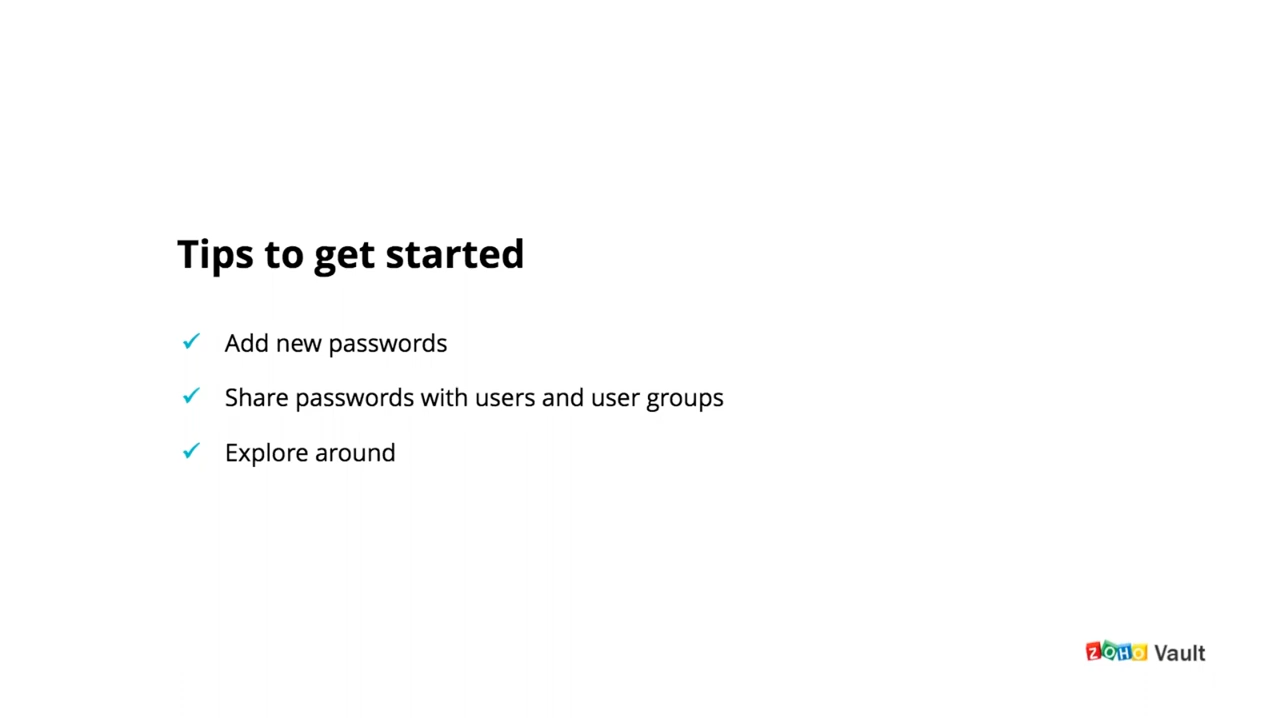 Tips to get started
✓ Add new passwords
✓ Share passwords with users and user groups
✓ Explore around
ZOHO Vault